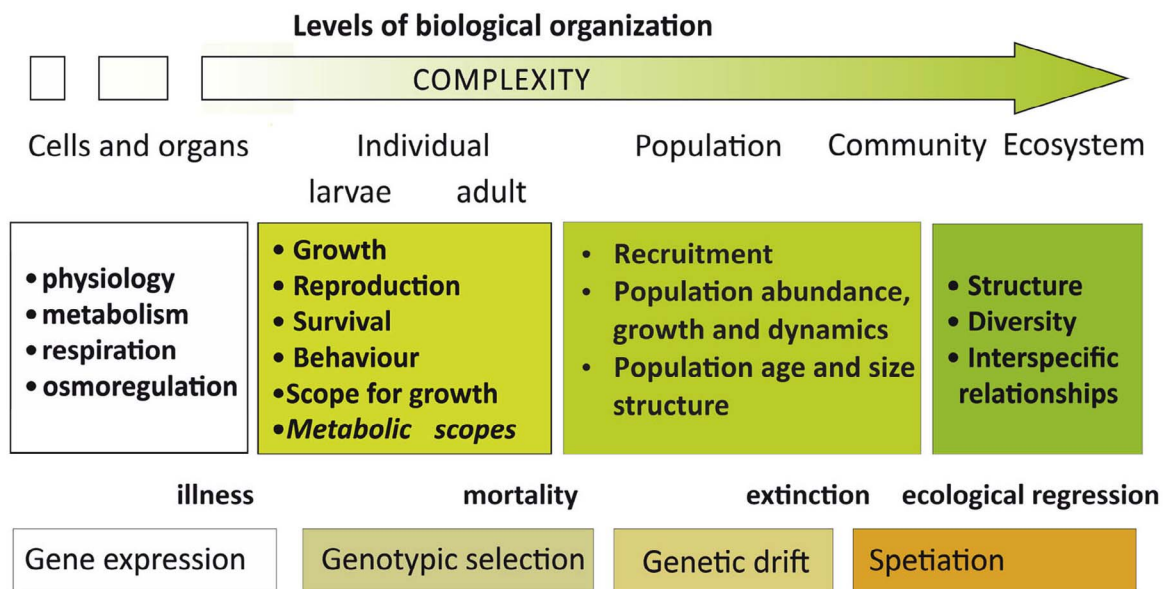 Levels of biological organization
COMPLEXITY
Cells and organs
Individual
Population
Community
Ecosystem
larvae
adult
• physiology
• metabolism
• respiration
• osmoregulation
• Growth
• Reproduction
• Survival
• Behaviour
•Scope for growth
•Metabolic scopes
• Recruitment
• Population abundance,
growth and dynamics
• Population age and size
structure
• Structure
• Diversity
• Interspecific
relationships
illness
mortality
extinction
ecological regression
Gene expression
Genotypic selection
Genetic drift
Spetiation